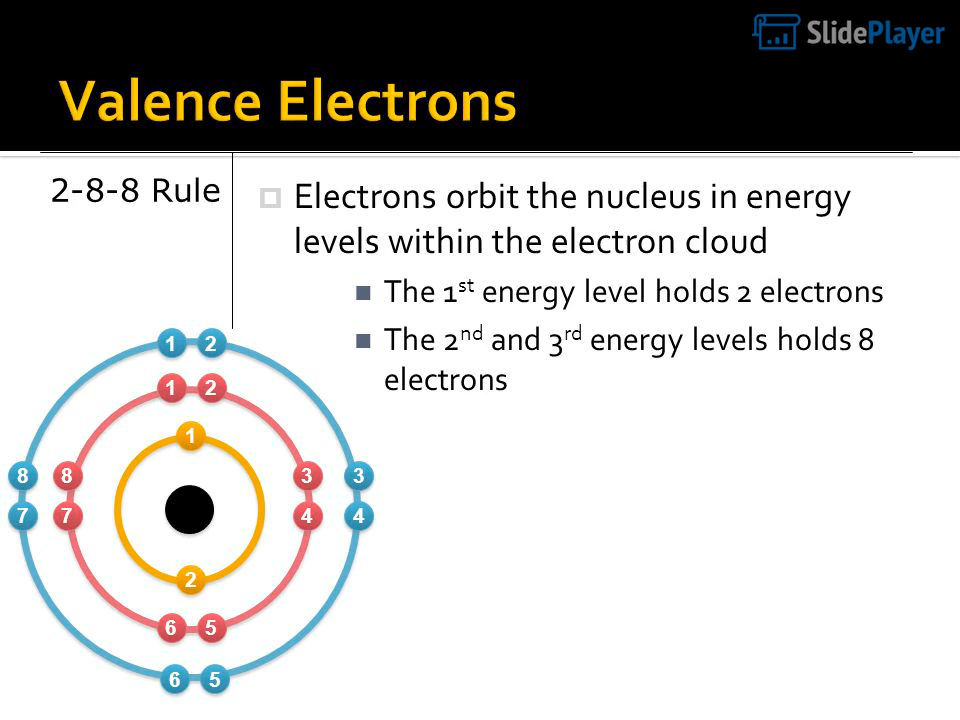 SlidePlayer
Valence Electrons
2-8-8 Rule
Electrons orbit the nucleus in energy
levels within the electron cloud
The 1st energy level holds 2 electrons
The 2nd and 3rd energy levels holds 8
electrons
1 2
1 2
1
8 8 3 3
7 7 4 4
2
6 5
6 5